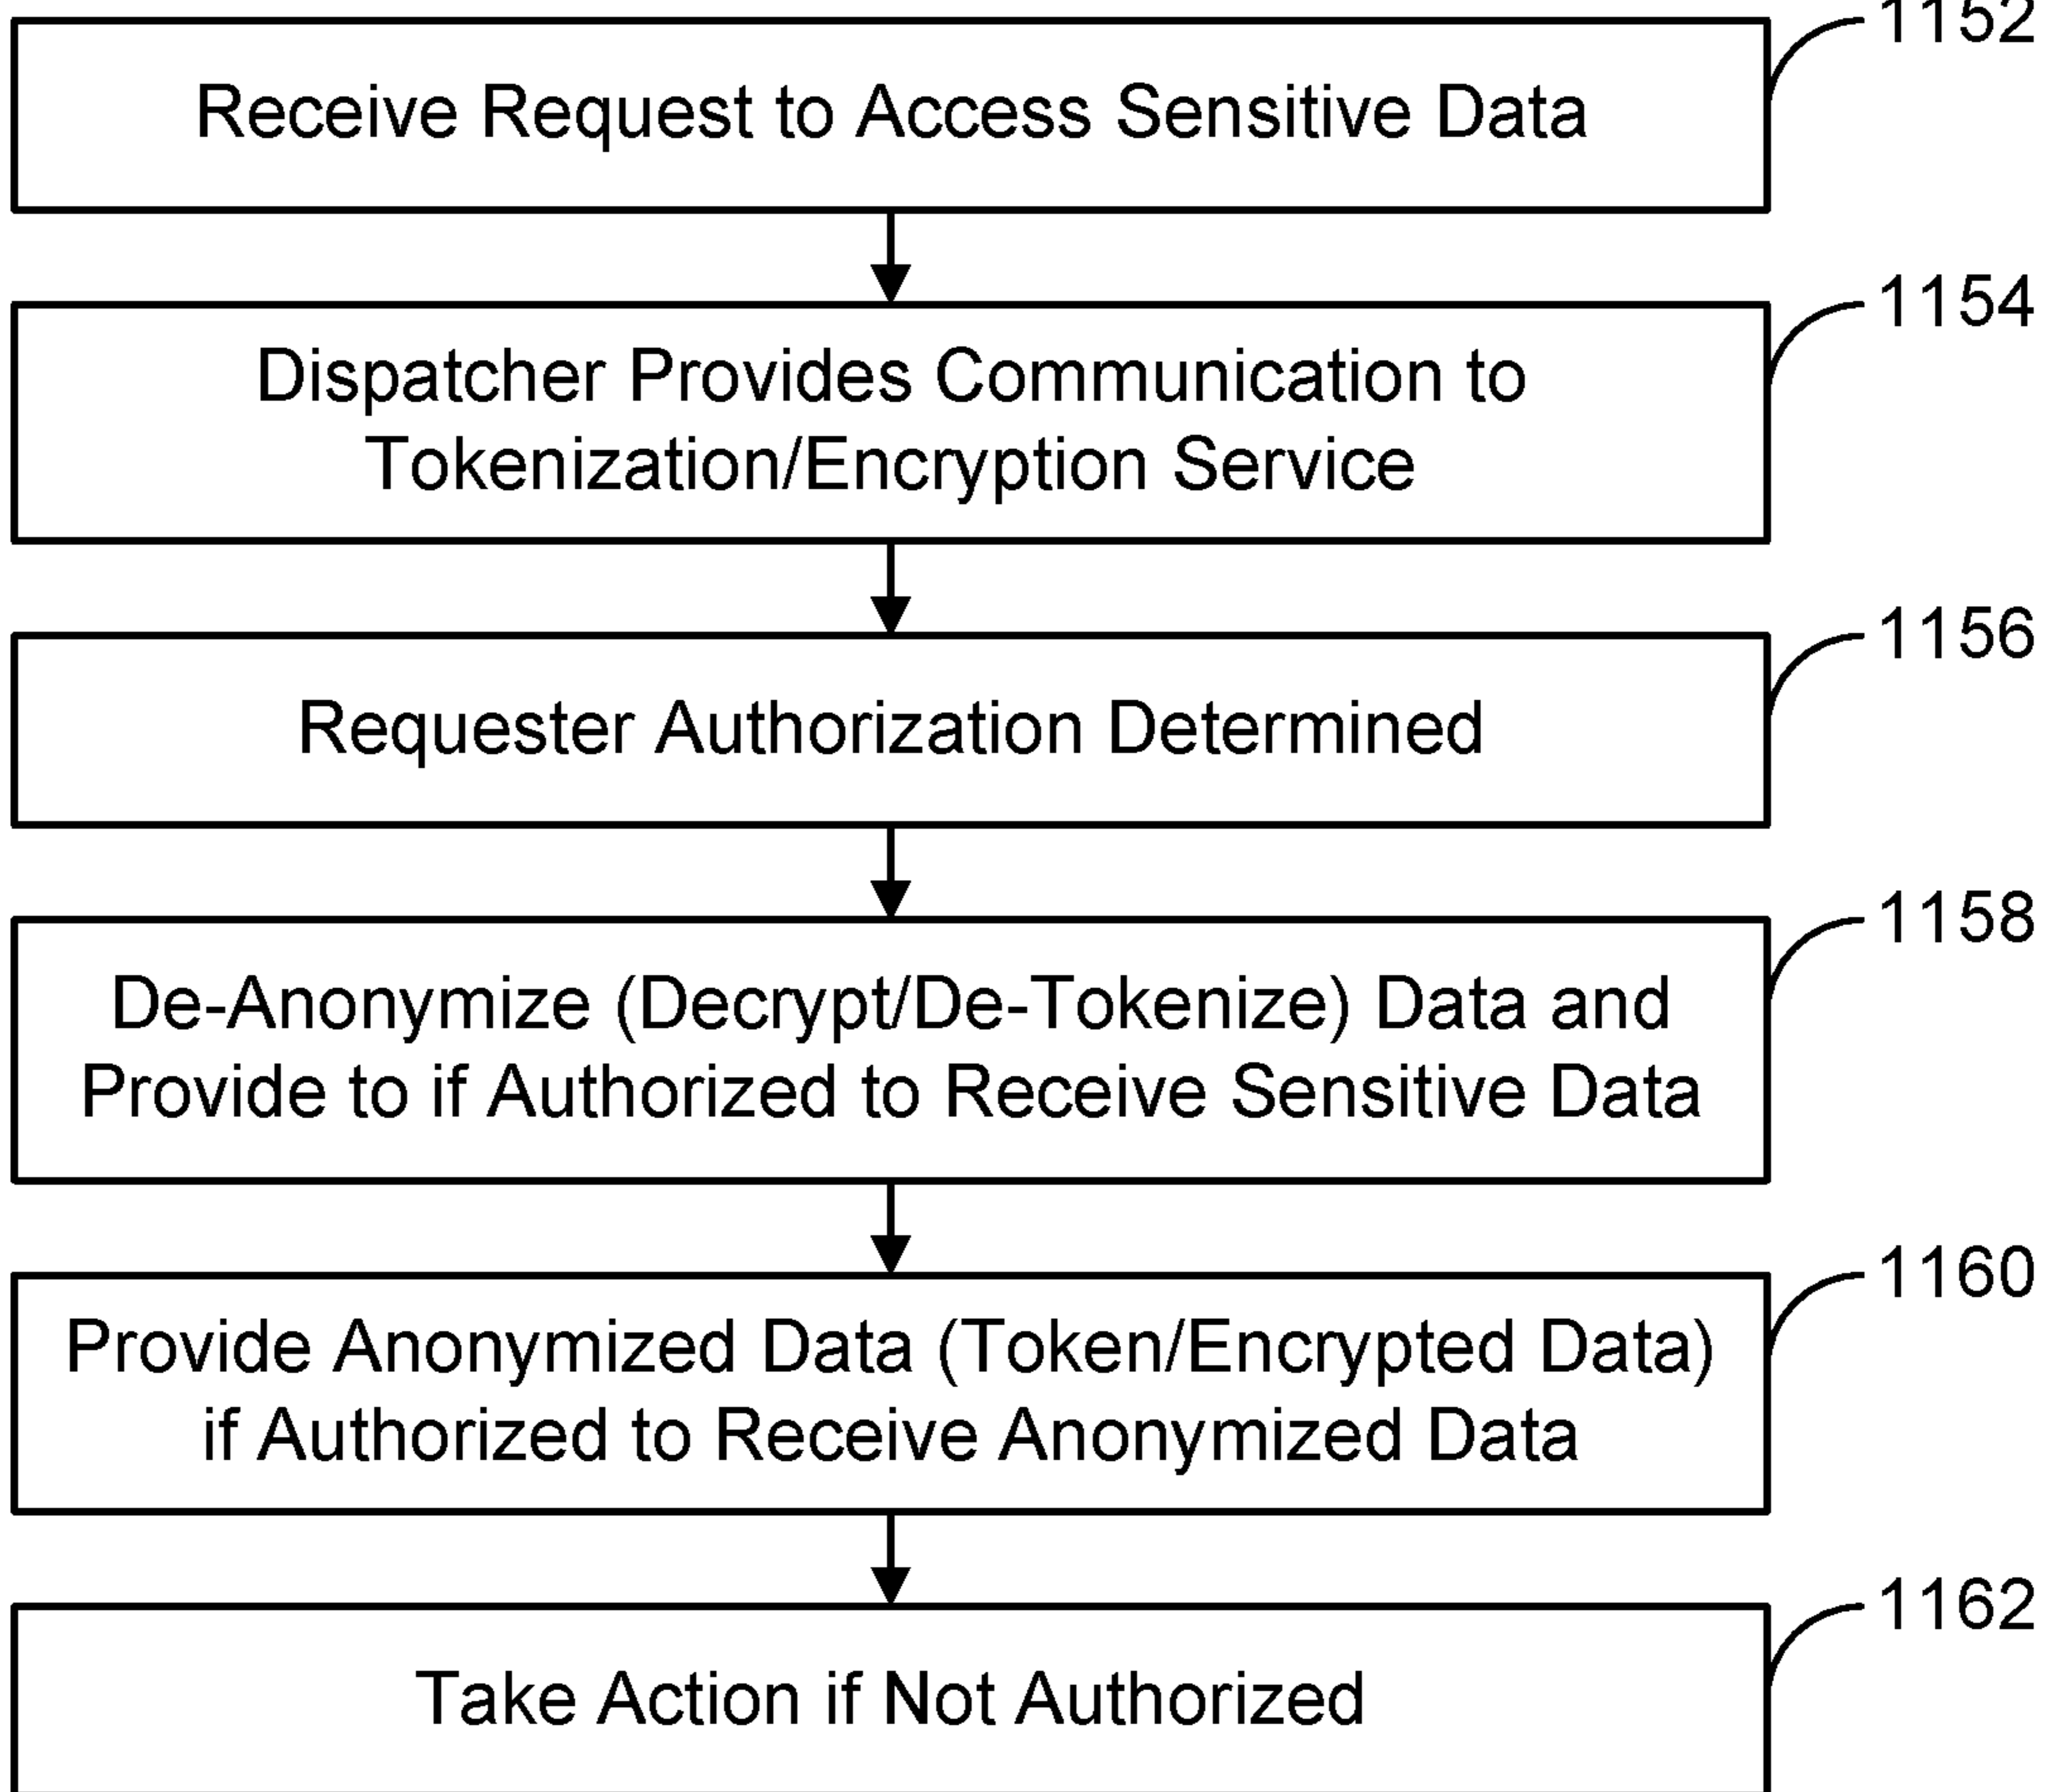 1152
Receive Request to Access Sensitive Data
1154
Dispatcher Provides Communication to
Tokenization/Encryption Service
1156
Requester Authorization Determined
1158
De-Anonymize (Decrypt/De-Tokenize) Data and
Provide to if Authorized to Receive Sensitive Data
1160
Provide Anonymized Data (Token/Encrypted Data)
if Authorized to Receive Anonymized Data
1162
Take Action if Not Authorized